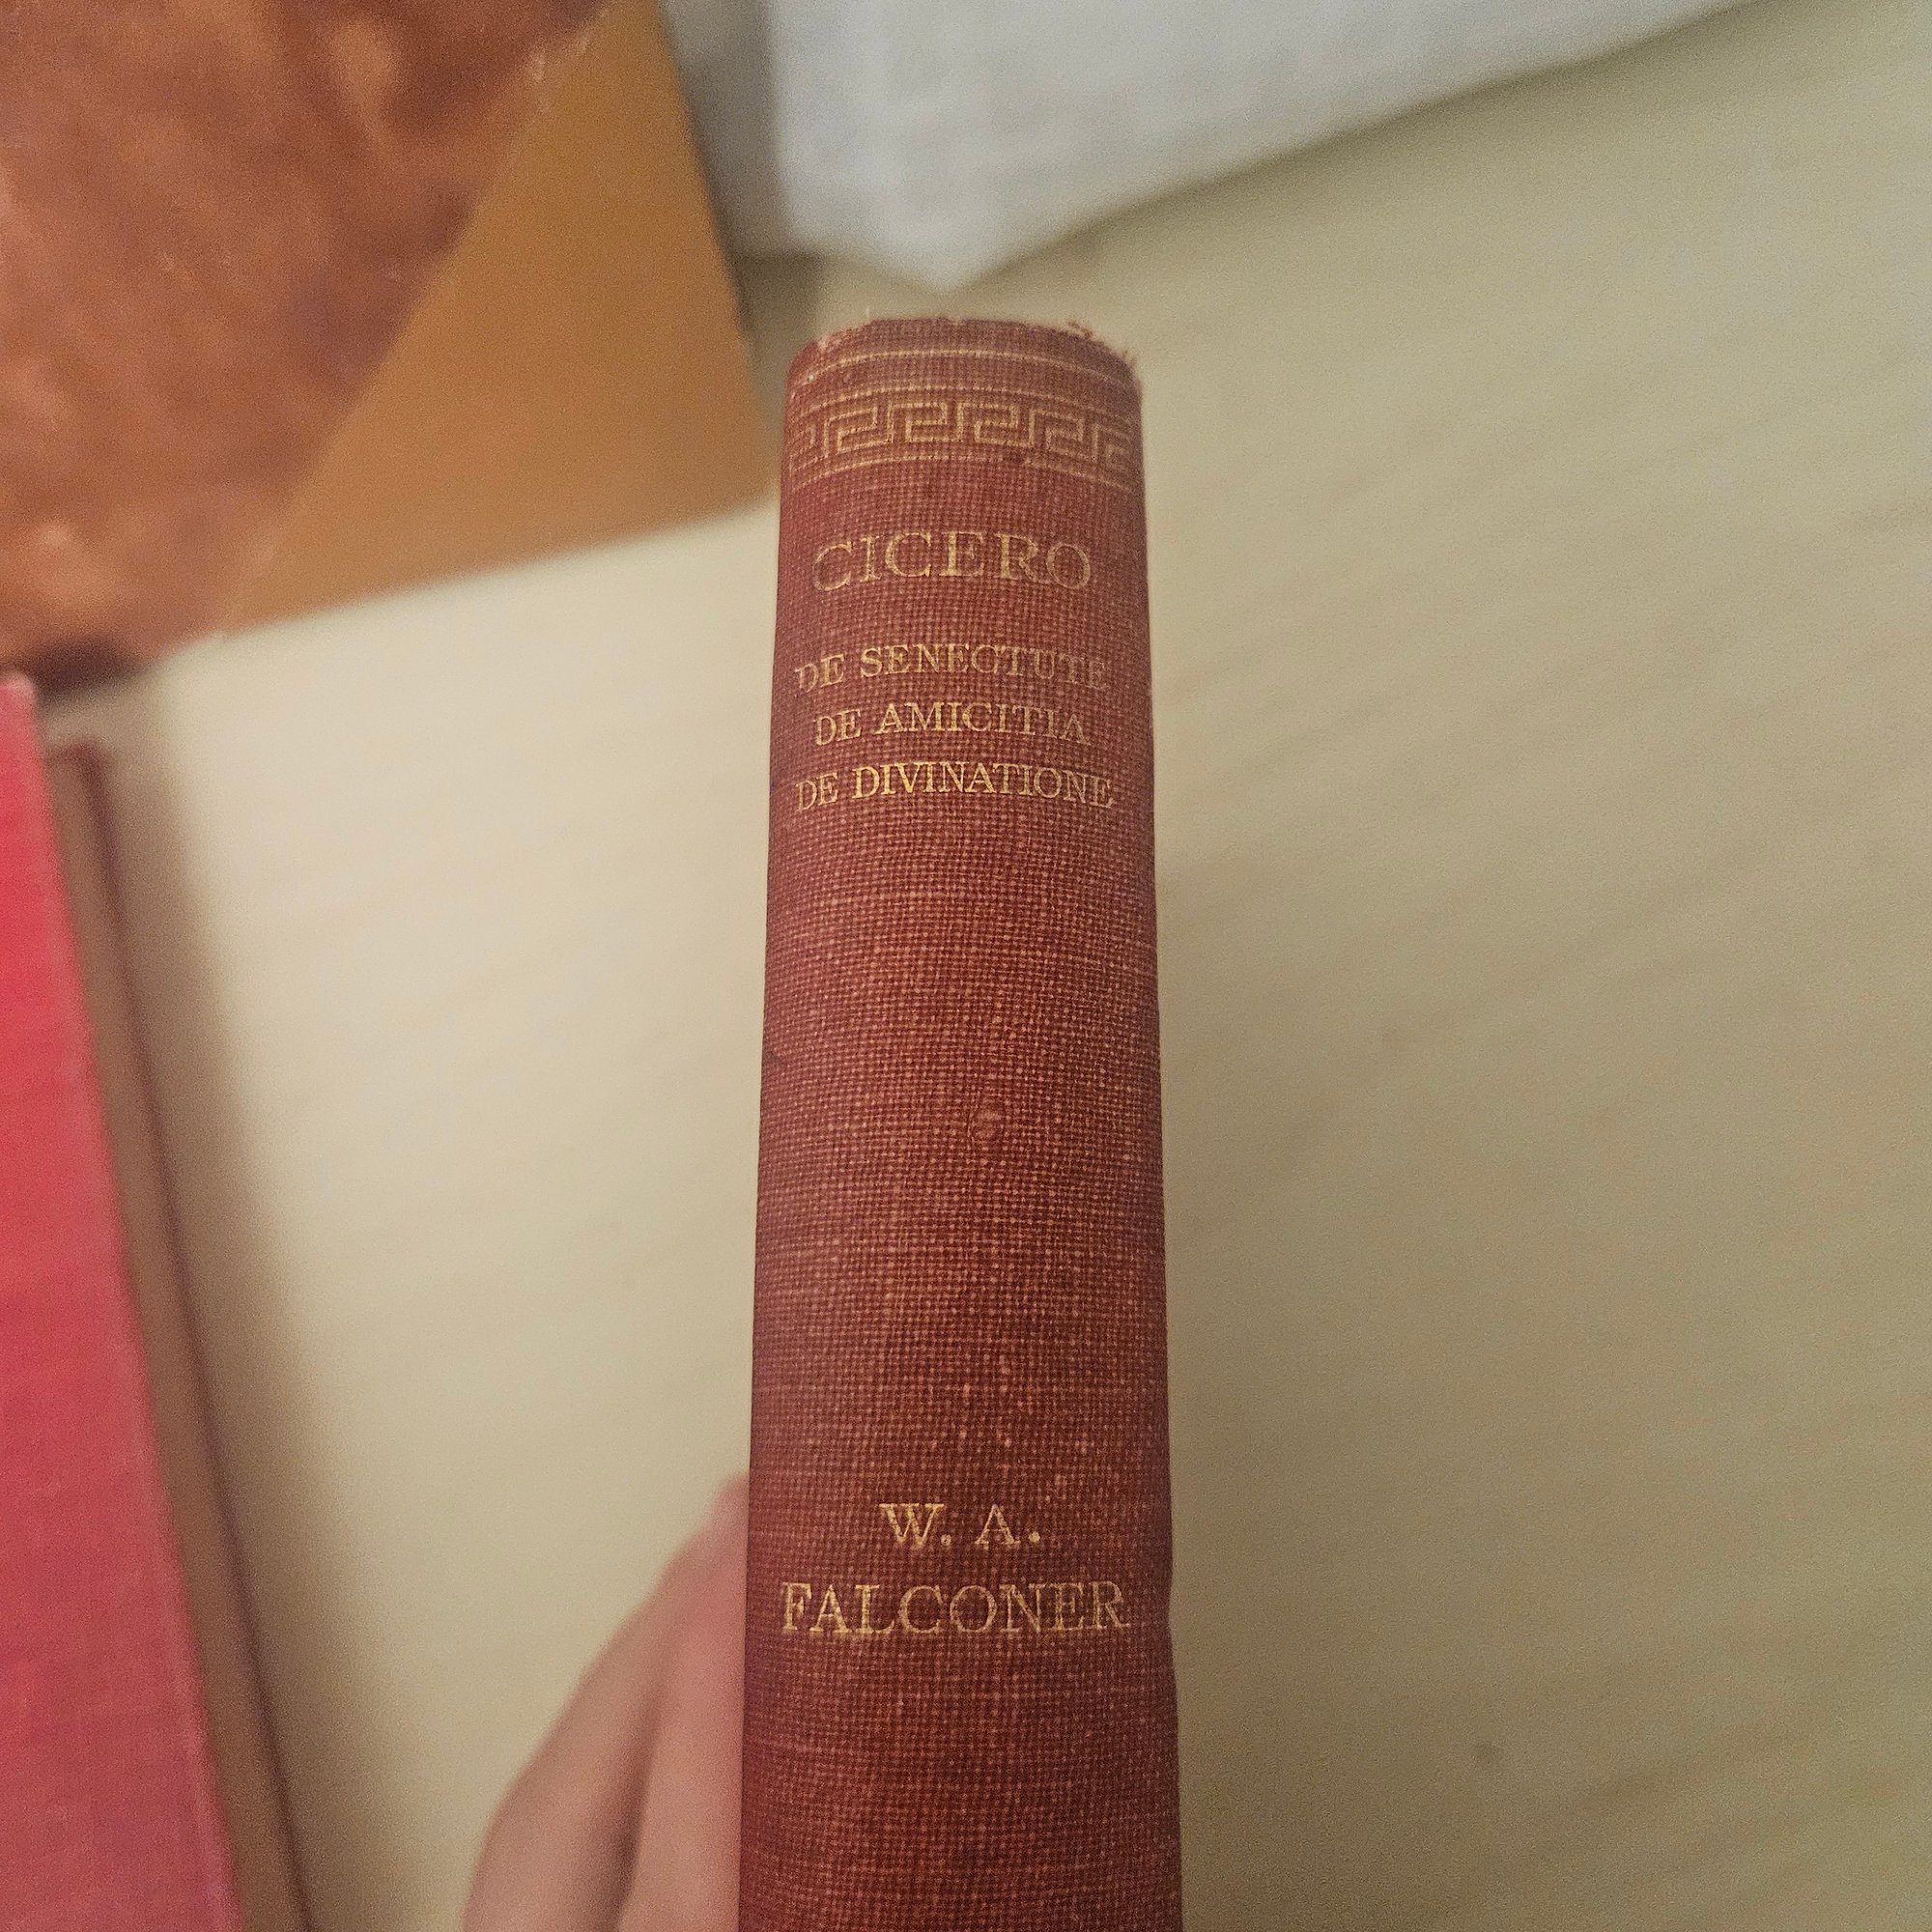 CICERO
DE SENECTUTE
DE AMICITIA
DE DIVINATIONE
W. A.
FALCONER